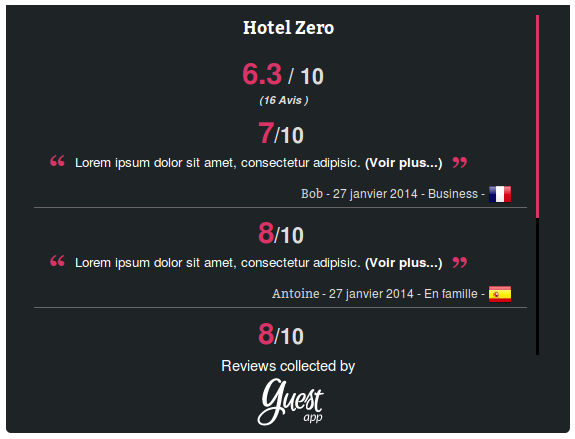 Hotel Zero
6.3 / 10
(16 Avis )
7/10
“ Lorem ipsum dolor sit amet, consectetur adipisic. (Voir plus...) ”
Bob - 27 janvier 2014 - Business -
8/10
“ Lorem ipsum dolor sit amet, consectetur adipisic. (Voir plus...) ”
Antoine - 27 janvier 2014 - En famille -
8/10
Reviews collected by
guest
app